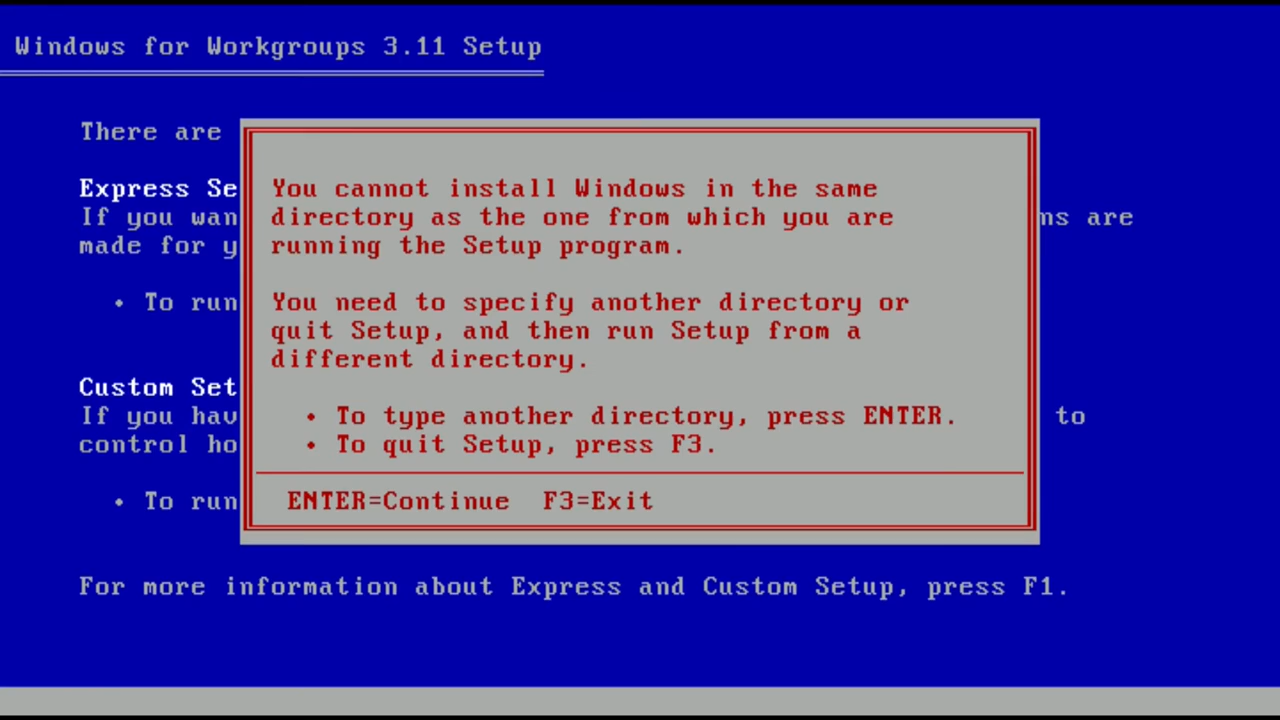 Windows for Workgroups 3.11 Setup
There are
Express Se
If you wan
ns are
made for y
• To run
Custom Set
If you hav
to
control ho
• To run
You cannot install Windows in the same
directory as the one from which you are
running the Setup program.
You need to specify another directory or
quit Setup, and then run Setup from a
different directory.
• To type another directory, press ENTER.
• To quit Setup, press F3.
ENTER=Continue F3=Exit
For more information about Express and Custom Setup, press F1.